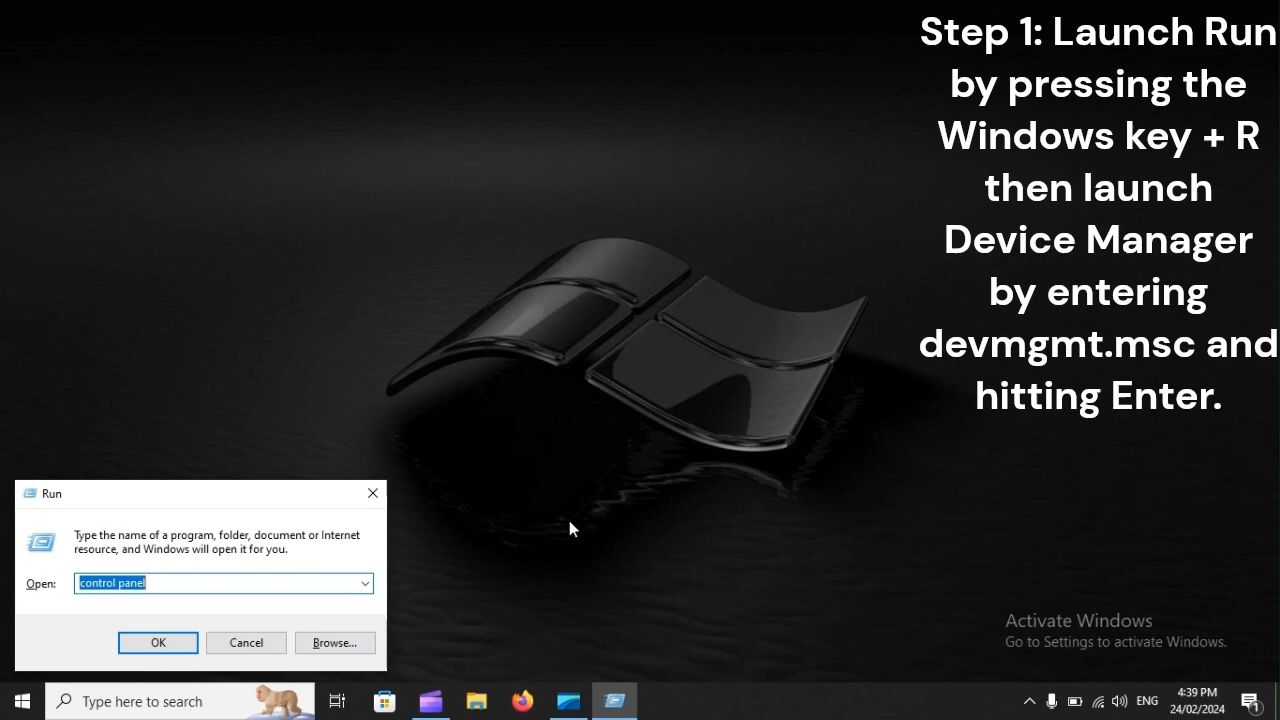 Step 1: Launch Run
by pressing the
Windows key + R
then launch
Device Manager
by entering
devmgmt.msc and
hitting Enter.
Run
Type the name of a program, folder, document or Internet
resource, and Windows will open it for you.
Open:
control panel
OK
Cancel
Browse...
Activate Windows
Go to Settings to activate Windows.
Type here to search
ENG
4:39 PM
24/02/2024
1